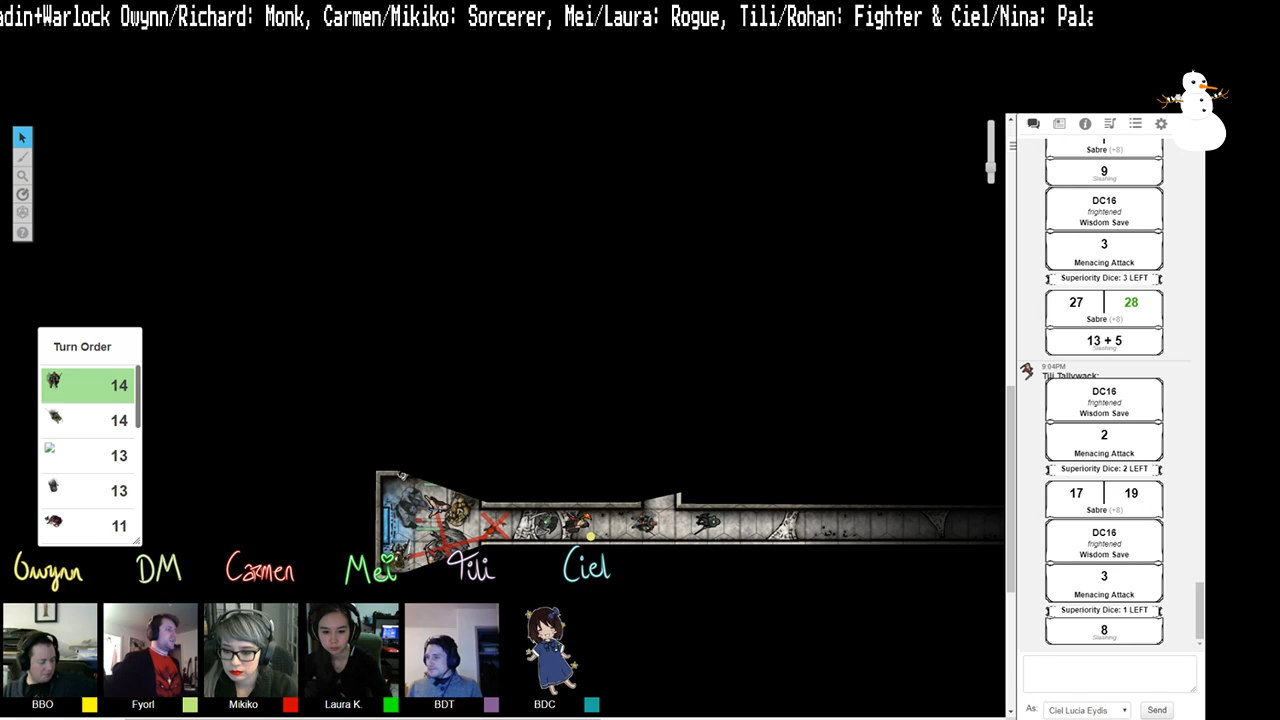 adin+Warlock Owynn/Richard: Monk, Carmen/Mikiko: Sorcerer, Mei/Laura: Rogue, Tili/Rohan: Fighter & Ciel/Nina: Pala
Sabre (+8)
9
Slashing
DC16
frightened
Wisdom Save
3
Menacing Attack
Superiority Dice: 3 LEFT
27 28
Sabre (+8)
13 + 5
Slashing
9:04PM
Tili Tallywack:
DC16
frightened
Wisdom Save
2
Menacing Attack
Superiority Dice: 2 LEFT
17 19
Sabre (+8)
DC16
frightened
Wisdom Save
3
Menacing Attack
Superiority Dice: 1 LEFT
8
Slashing
As: Ciel Lucia Eydis Send
Turn Order
14
14
13
13
11
Owynn DM Carmen Mei Tili Ciel
BBO Fyorl Mikiko Laura K. BDT BDC